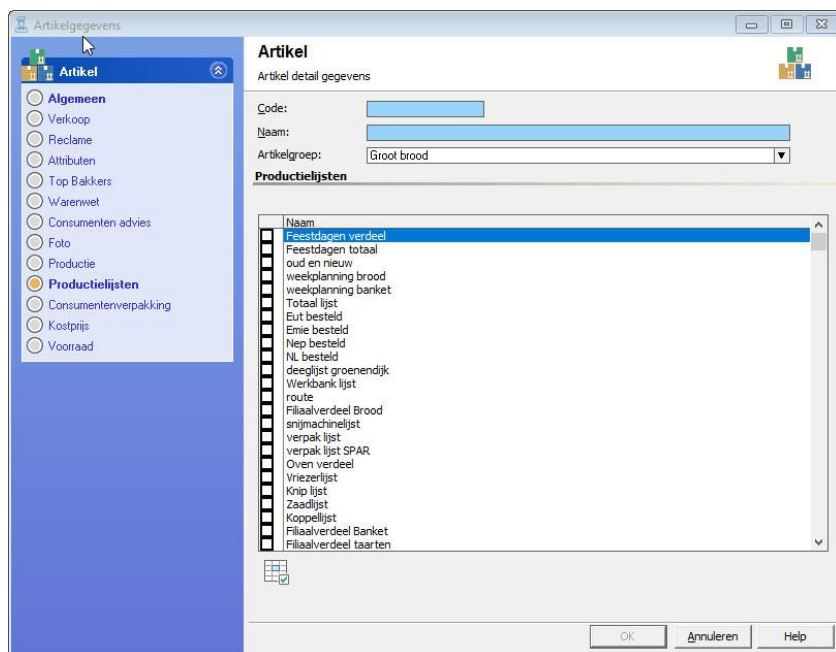 Artikelgegevens
Artikel
Algemeen
Verkoop
Reclame
Attributen
Top Bakkers
Warenwet
Consumenten advies
Foto
Productie
Productielijsten
Consumentenverpakking
Kostprijs
Voorraad
Artikel
Artikel detail gegevens
Code:
Naam:
Artikelgroep: Groot brood
Productielijsten
Naam
Feestdagen verdeel
Feestdagen totaal
oud en nieuw
weekplanning brood
weekplanning banket
Totaal lijst
Eut besteld
Emie besteld
Nep besteld
NL besteld
deeglijst groenendijk
Werkbank lijst
route
Filiaalverdeel Brood
snijmachinelijst
verpak lijst
verpak lijst SPAR
Oven verdeel
Vriezerlijst
Knip lijst
Zaadlijst
Koppellijst
Filiaalverdeel Banket
Filiaalverdeel taarten
OK Annuleren Help